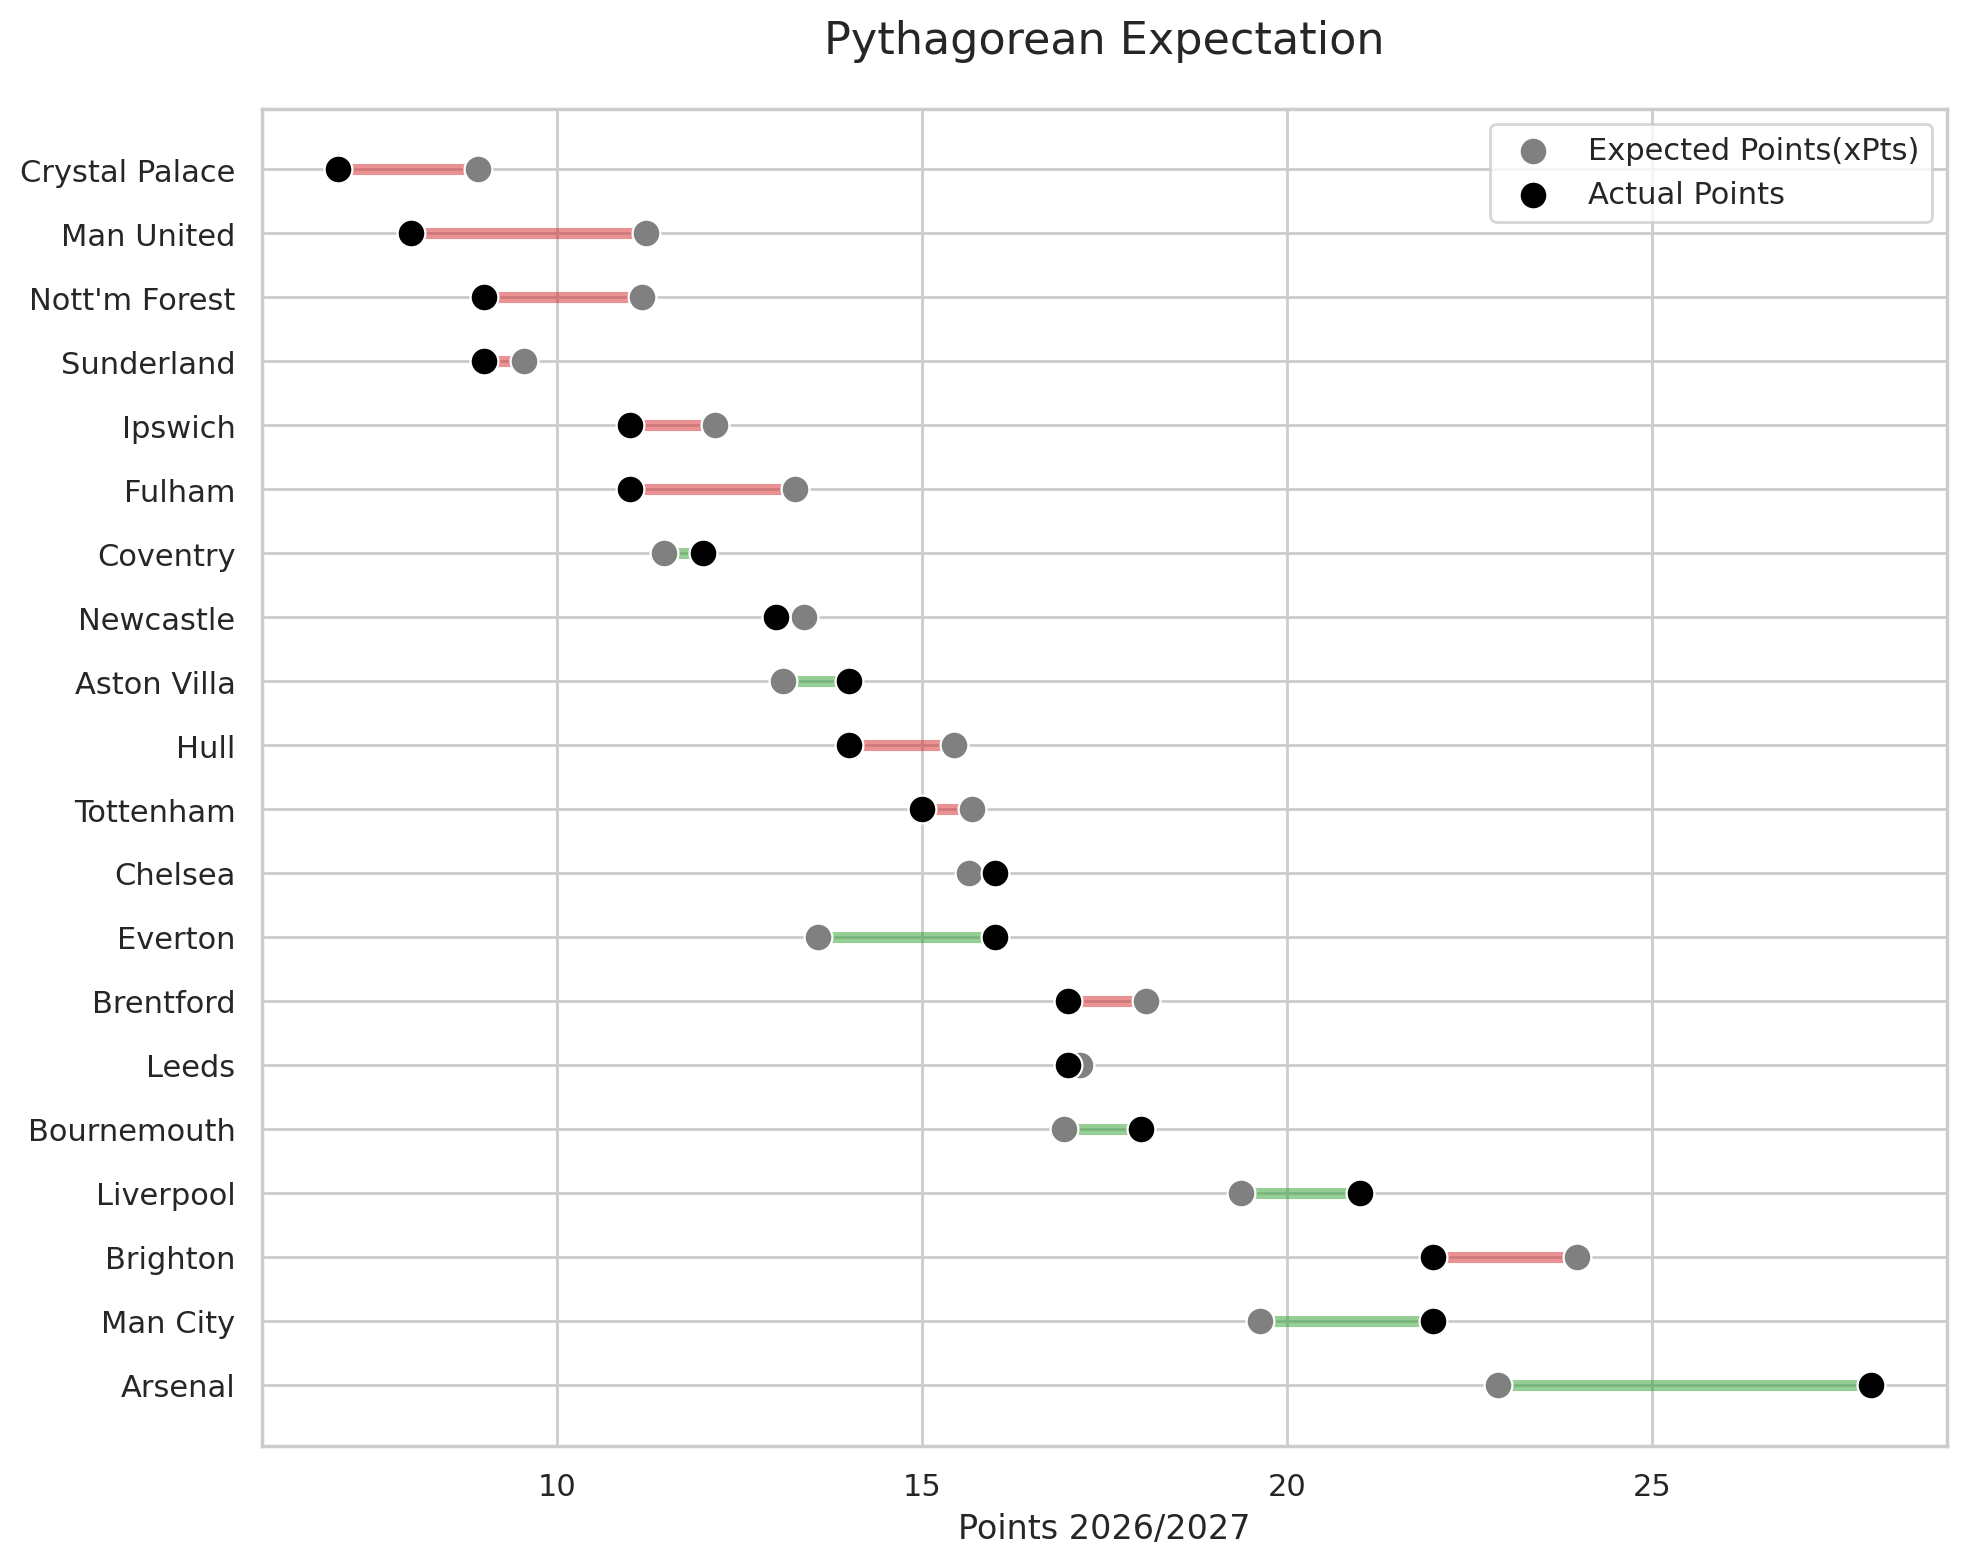 Pythagorean Expectation
Expected Points(xPts)
Actual Points
Crystal Palace
Man United
Nott'm Forest
Sunderland
Ipswich
Fulham
Coventry
Newcastle
Aston Villa
Hull
Tottenham
Chelsea
Everton
Brentford
Leeds
Bournemouth
Liverpool
Brighton
Man City
Arsenal
10 15 20 25
Points 2026/2027